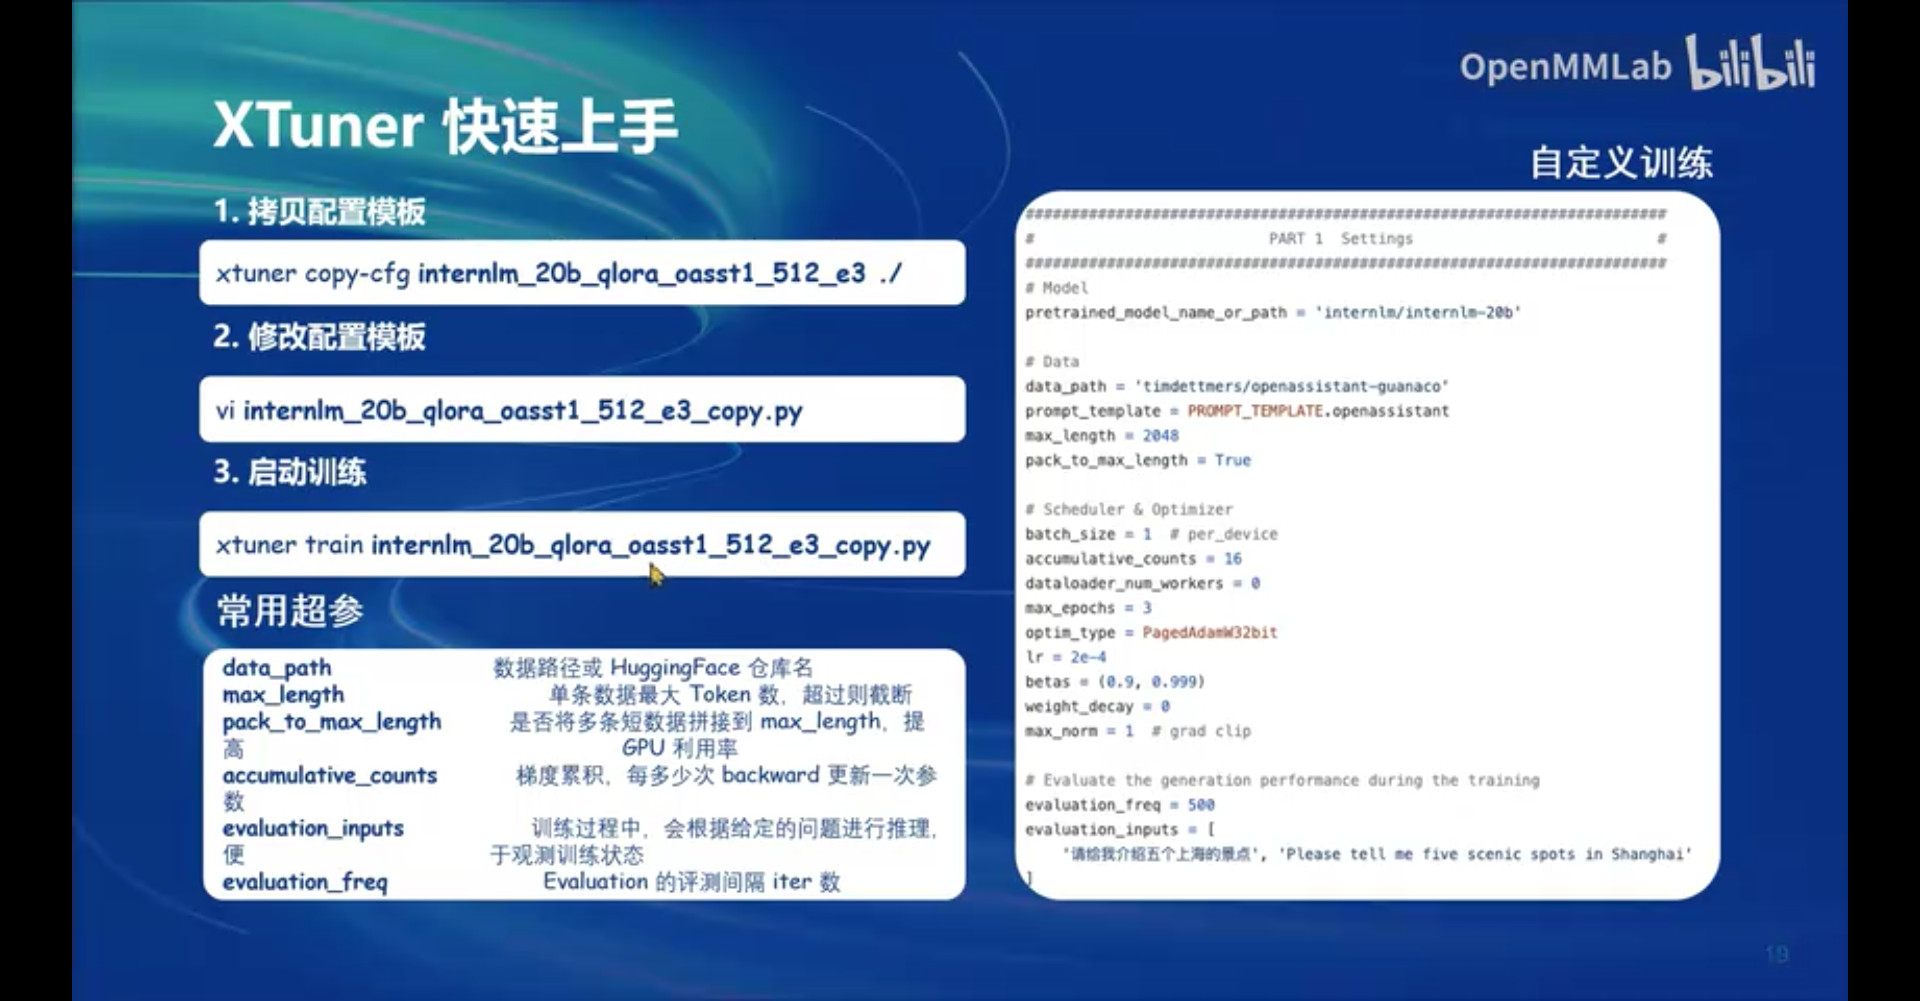 OpenMMLab bilibili
XTuner 快速上手
自定义训练
1. 拷贝配置模板
xtuner copy-cfg internlm_20b_qlora_oasst1_512_e3 ./
2. 修改配置模板
vi internlm_20b_qlora_oasst1_512_e3_copy.py
3. 启动训练
xtuner train internlm_20b_qlora_oasst1_512_e3_copy.py
常用超参
data_path 数据路径或 HuggingFace 仓库名
max_length 单条数据最大 Token 数，超过则截断
pack_to_max_length 是否将多条短数据拼接到 max_length，提
高 GPU 利用率
accumulative_counts 梯度累积，每多少次 backward 更新一次参
数
evaluation_inputs 训练过程中，会根据给定的问题进行推理，
便 于观测训练状态
evaluation_freq Evaluation 的评测间隔 iter 数
#######################################################################
# PART 1 Settings #
#######################################################################
# Model
pretrained_model_name_or_path = 'internlm/internlm-20b'
# Data
data_path = 'timdettmers/openassistant-guanaco'
prompt_template = PROMPT_TEMPLATE.openassistant
max_length = 2048
pack_to_max_length = True
# Scheduler & Optimizer
batch_size = 1 # per_device
accumulative_counts = 16
dataloader_num_workers = 0
max_epochs = 3
optim_type = PagedAdamW32bit
lr = 2e-4
betas = (0.9, 0.999)
weight_decay = 0
max_norm = 1 # grad clip
# Evaluate the generation performance during the training
evaluation_freq = 500
evaluation_inputs = [
'请给我介绍五个上海的景点', 'Please tell me five scenic spots in Shanghai'
]
19